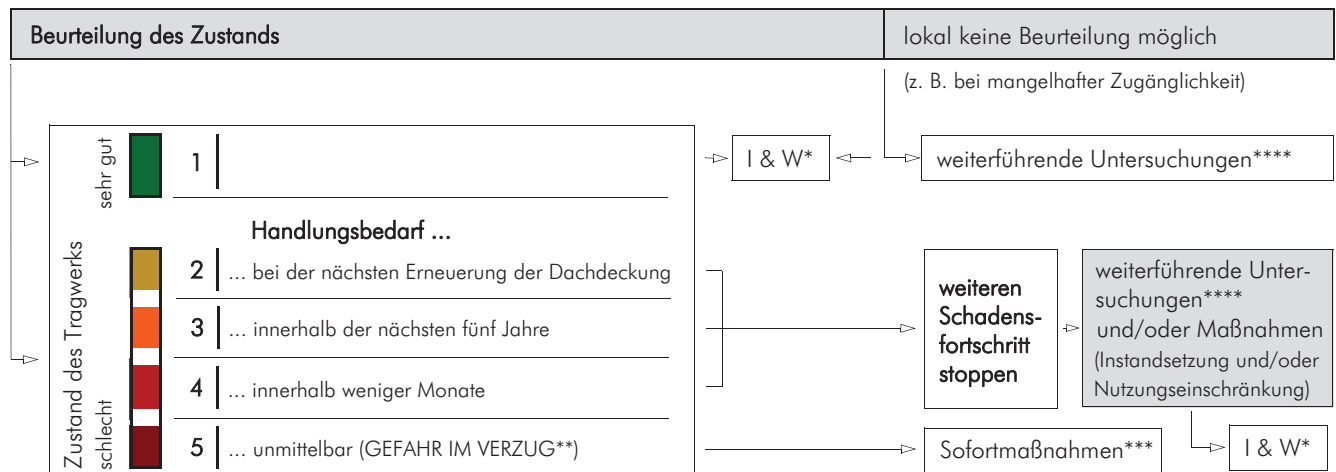 Beurteilung des Zustands
lokal keine Beurteilung möglich
(z. B. bei mangelhafter Zugänglichkeit)
sehr gut
1
I & W*
weiterführende Untersuchungen****
Handlungsbedarf ...
Zustand des Tragwerks
schlecht
2 ... bei der nächsten Erneuerung der Dachdeckung
3 ... innerhalb der nächsten fünf Jahre
4 ... innerhalb weniger Monate
5 ... unmittelbar (GEFAHR IM VERZUG**)
weiteren
Schadens-
fortschritt
stoppen
weiterführende Unter-
suchungen****
und/oder Maßnahmen
(Instandsetzung und/oder
Nutzungseinschränkung)
Sofortmaßnahmen***
I & W*